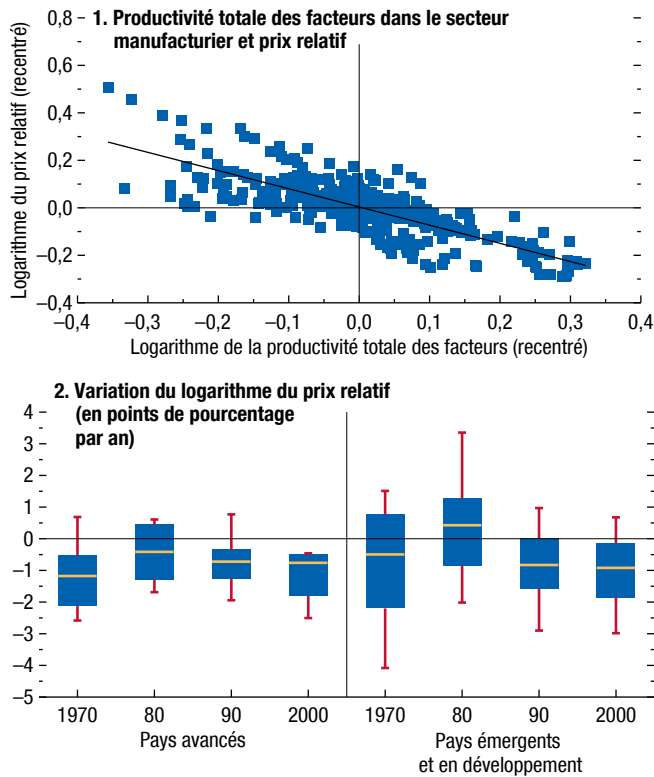 1. Productivité totale des facteurs dans le secteur
manufacturier et prix relatif
Logarithme du prix relatif (recentré)
0,8
0,6
0,4
0,2
0,0
–0,2
–0,4
–0,4 –0,3 –0,2 –0,1 0,0 0,1 0,2 0,3 0,4
Logarithme de la productivité totale des facteurs (recentré)
2. Variation du logarithme du prix relatif
(en points de pourcentage
par an)
4
3
2
1
0
–1
–2
–3
–4
–5
1970 80 90 2000 1970 80 90 2000
Pays avancés Pays émergents
et en développement